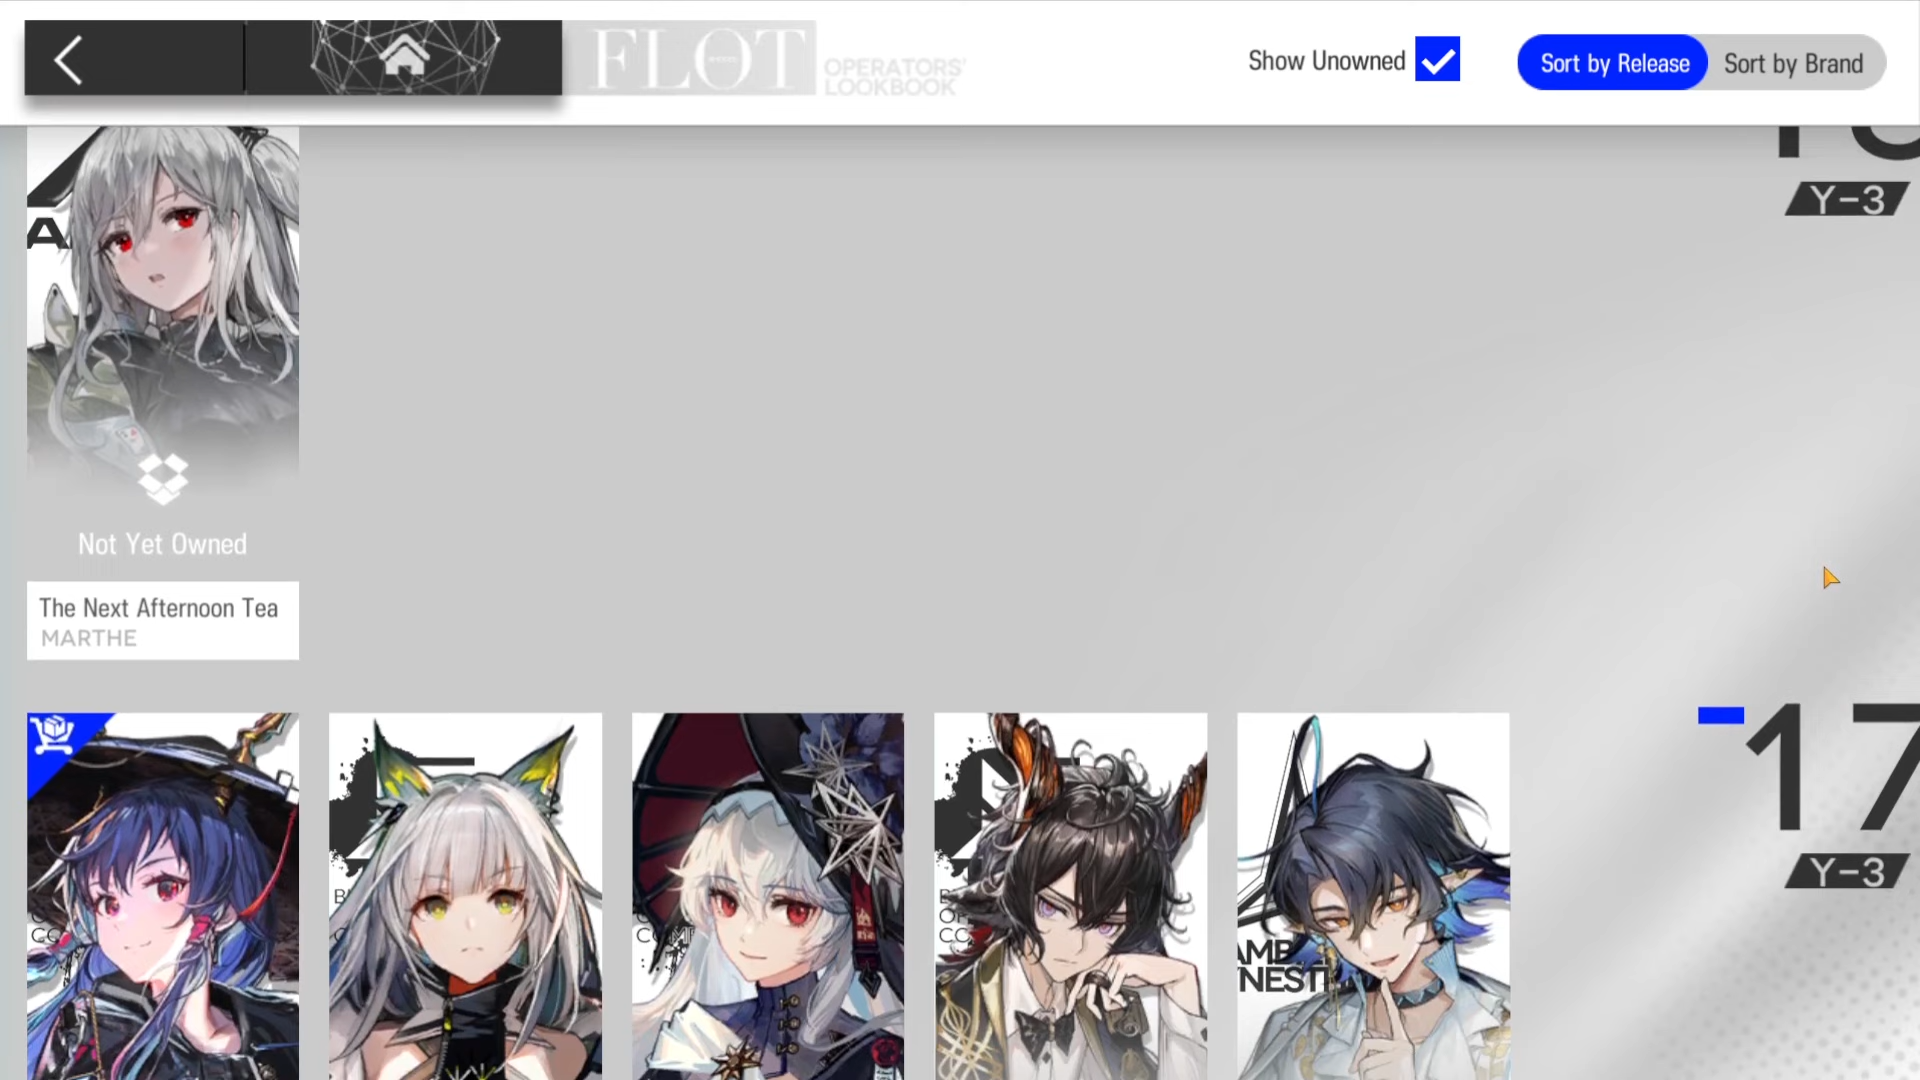 FLOT
OPERATORS'
LOOKBOOK
Show Unowned
Sort by Release
Sort by Brand
Y-3
Not Yet Owned
The Next Afternoon Tea
MARTHE
17
Y-3